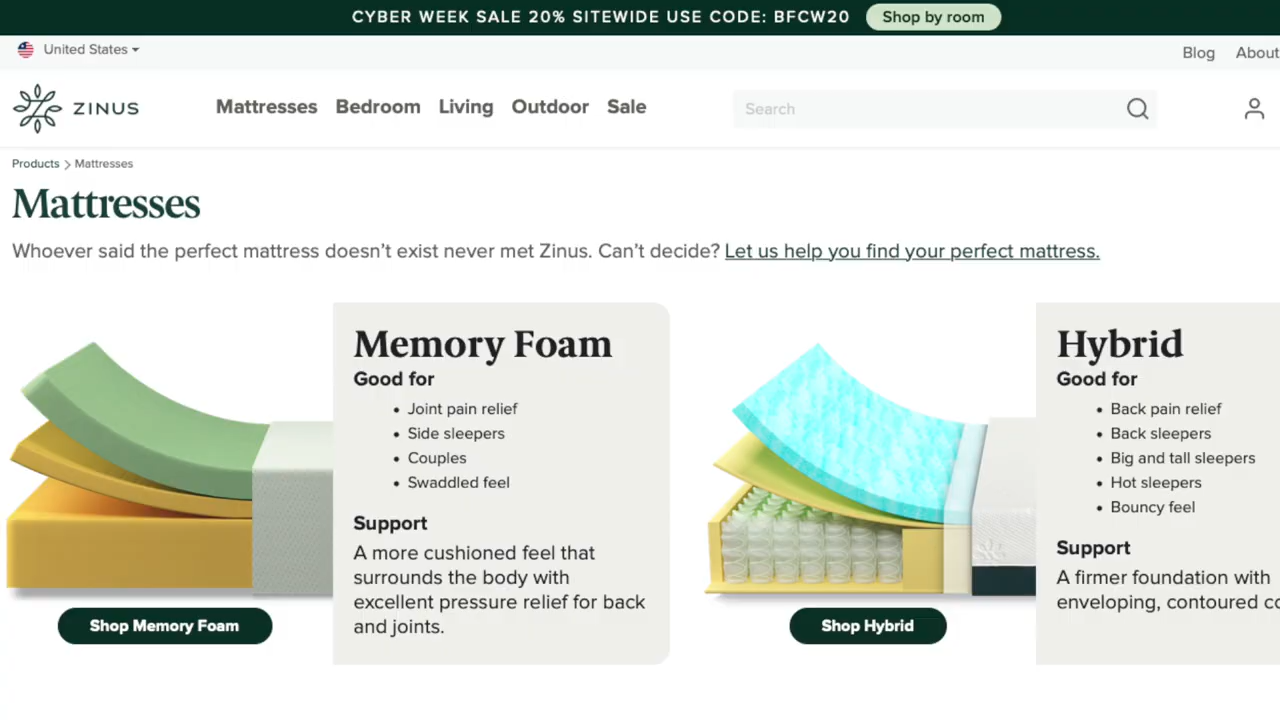 CYBER WEEK SALE 20% SITEWIDE USE CODE: BFCW20 Shop by room
United States Blog About
ZINUS Mattresses Bedroom Living Outdoor Sale Search
Products > Mattresses
Mattresses
Whoever said the perfect mattress doesn’t exist never met Zinus. Can’t decide? Let us help you find your perfect mattress.
Memory Foam
Good for
• Joint pain relief
• Side sleepers
• Couples
• Swaddled feel
Support
A more cushioned feel that
surrounds the body with
excellent pressure relief for back
and joints.
Shop Memory Foam
Hybrid
Good for
• Back pain relief
• Back sleepers
• Big and tall sleepers
• Hot sleepers
• Bouncy feel
Support
A firmer foundation with
enveloping, contoured
Shop Hybrid